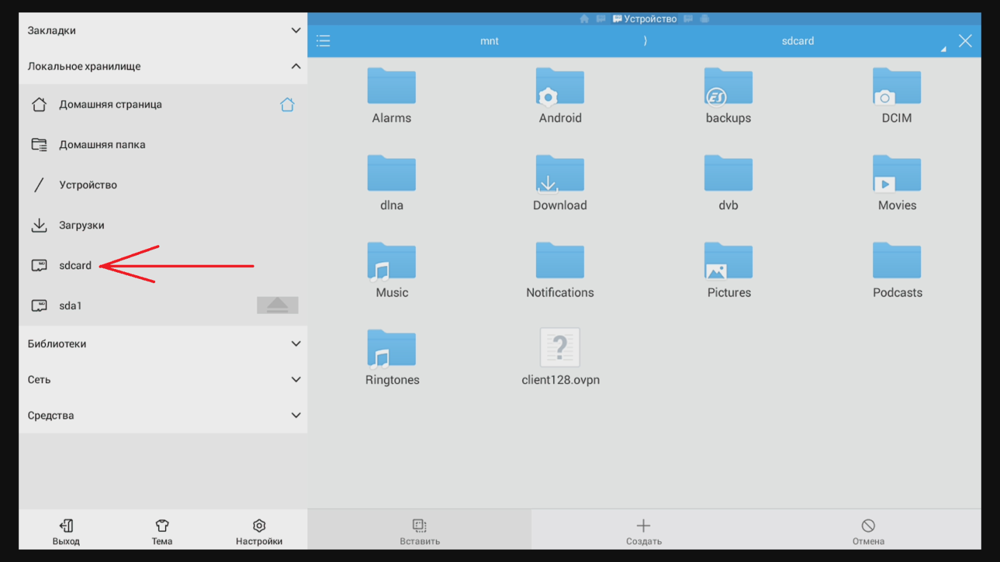 Закладки
Локальное хранилище
Домашняя страница
Домашняя папка
Устройство
Загрузки
sdcard
sda1
Библиотеки
Сеть
Средства
Выход
Тема
Настройки
Устройство
mnt
sdcard
Alarms
Android
backups
DCIM
dlna
Download
dvb
Movies
Music
Notifications
Pictures
Podcasts
Ringtones
client128.ovpn
Вставить
Создать
Отмена